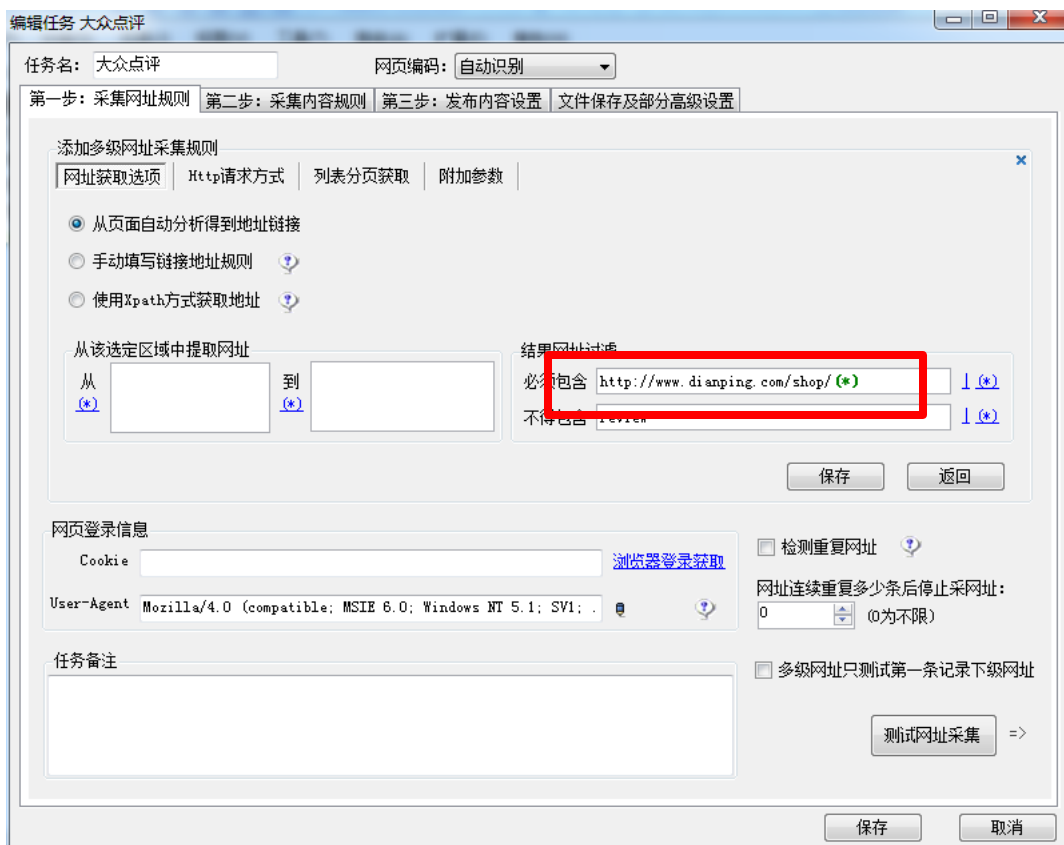 编辑任务 大众点评
任务名： 大众点评 网页编码： 自动识别
第一步：采集网址规则 第二步：采集内容规则 第三步：发布内容设置 文件保存及部分高级设置
添加多级网址采集规则
网址获取选项 Http请求方式 列表分页获取 附加参数
从页面自动分析得到地址链接
手动填写链接地址规则
使用Xpath方式获取地址
从该选定区域中提取网址 结果网址过滤
从 (*) 到 (*)
必须包含 http://www.dianping.com/shop/(*) | (*)
不得包含 review | (*)
保存 返回
网页登录信息
Cookie 浏览器登录获取
User-Agent Mozilla/4.0 (compatible; MSIE 6.0; Windows NT 5.1; SV1; .
检测重复网址
网址连续重复多少条后停止采网址：
0 (0为不限)
任务备注
多级网址只测试第一条记录下级网址
测试网址采集 =>
保存 取消